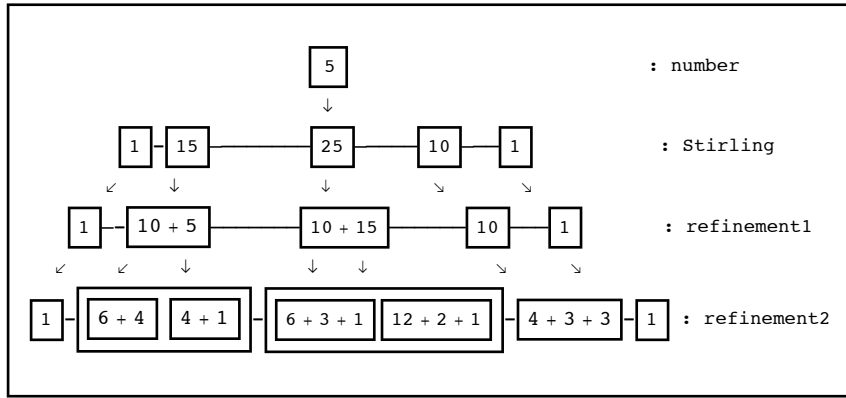 5 : number
↓
1 - 15 25 10 1 : Stirling
↙ ↓ ↓ ↘ ↘
1 - 10 + 5 10 + 15 10 1 : refinement1
↙ ↙ ↓ ↓ ↓ ↘ ↘
1 - 6 + 4 4 + 1 - 6 + 3 + 1 12 + 2 + 1 - 4 + 3 + 3 - 1 : refinement2